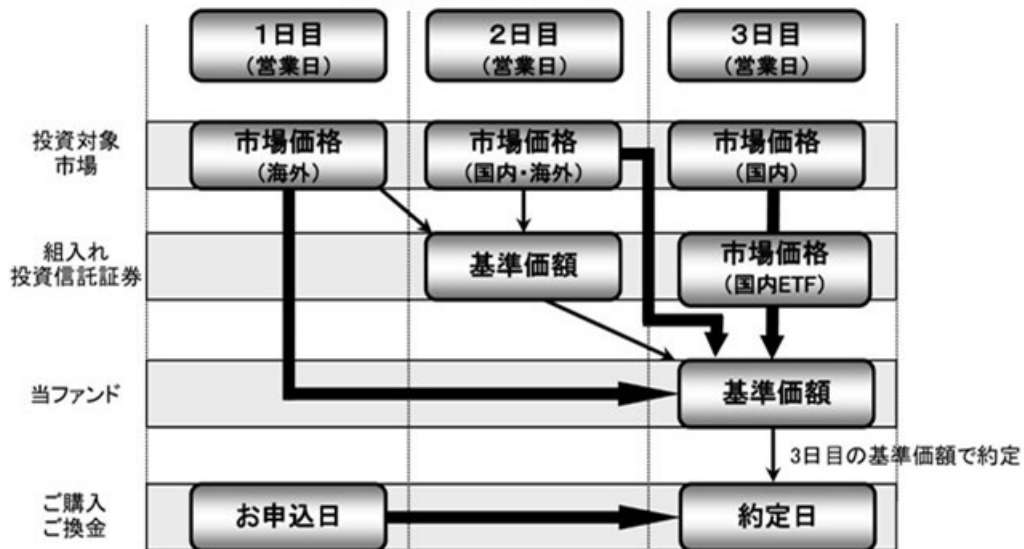 1日目
(営業日)
2日目
(営業日)
3日目
(営業日)
投資対象
市場
市場価格
(海外)
市場価格
(国内・海外)
市場価格
(国内)
組入れ
投資信託証券
基準価額
市場価格
(国内ETF)
当ファンド
基準価額
3日目の基準価額で約定
ご購入
ご換金
お申込日
約定日